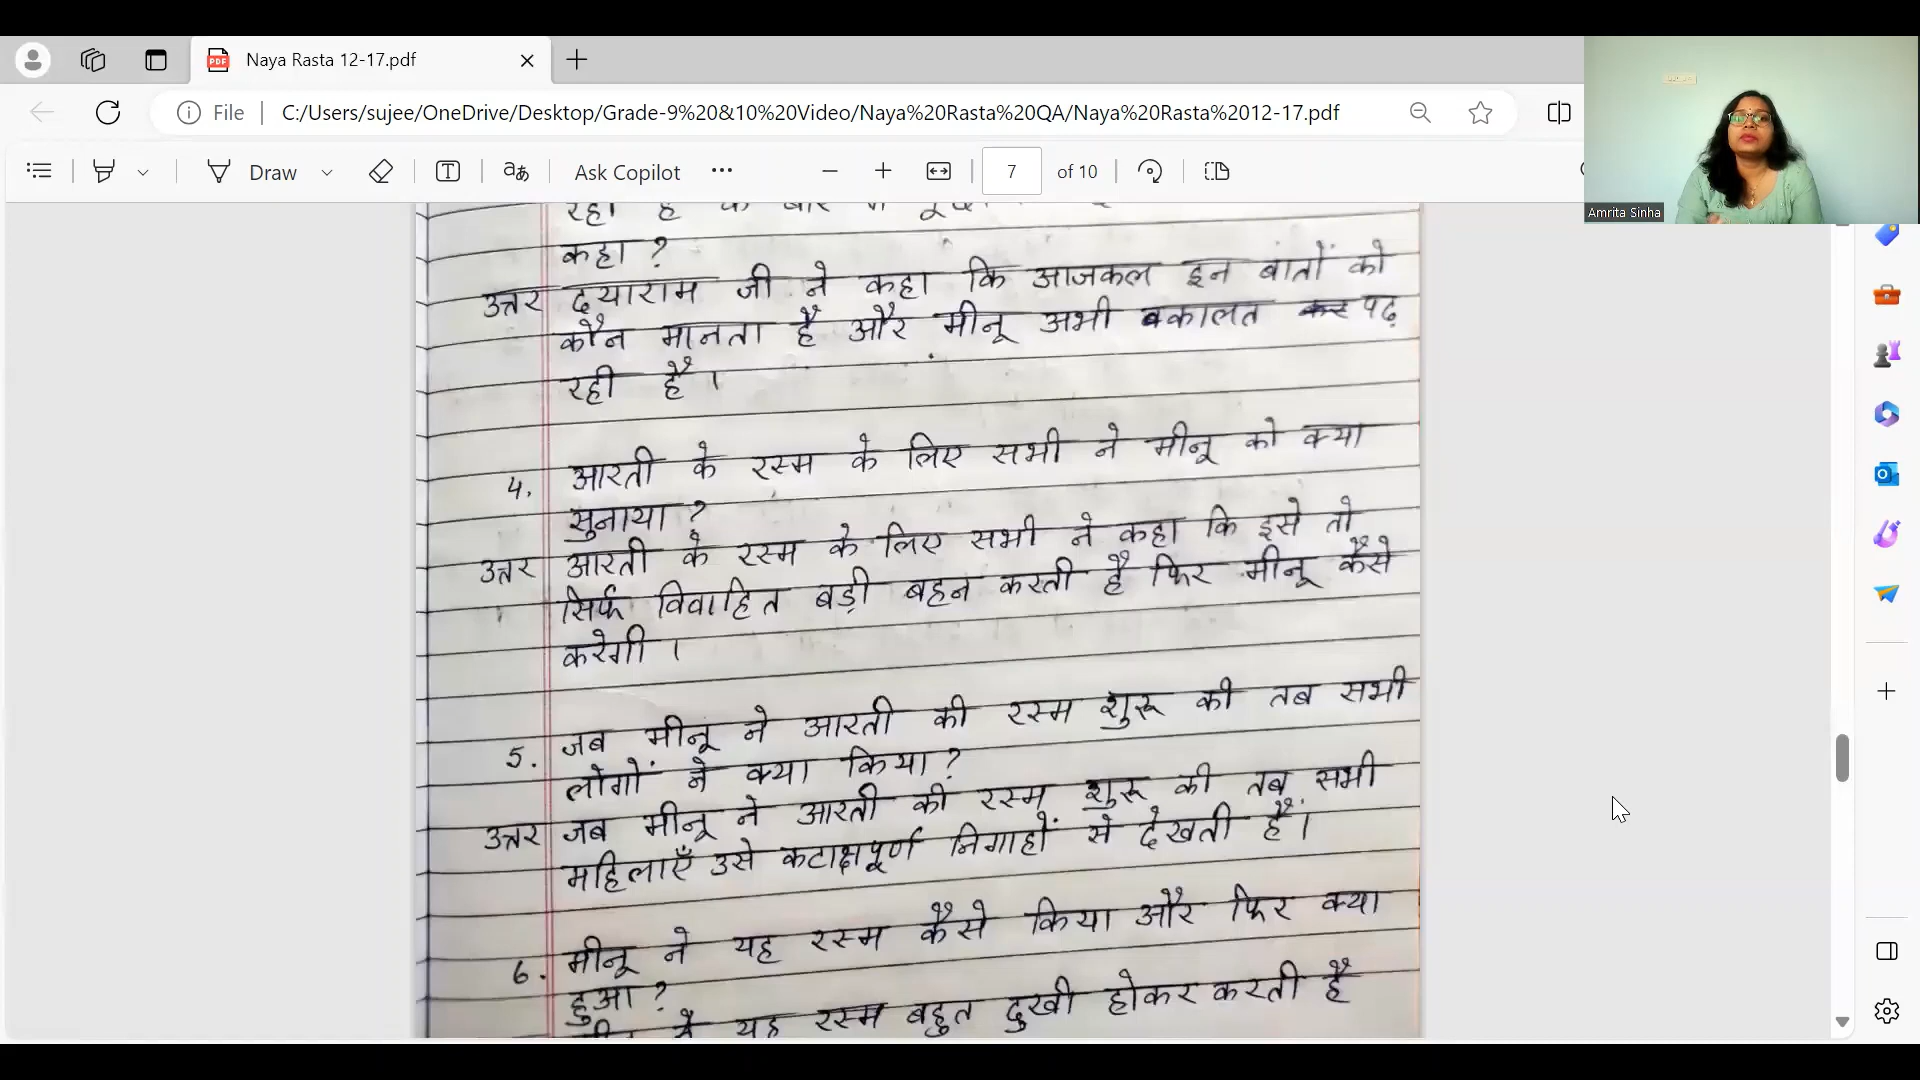 Naya Rasta 12-17.pdf
File
C:/Users/sujee/OneDrive/Desktop/Grade-9%20&10%20Video/Naya%20Rasta%20QA/Naya%20Rasta%2012-17.pdf
Draw
Ask Copilot
7 of 10
Amrita Sinha
कहा ?
उत्तर दयाराम जी ने कहा कि आजकल इन बातों को
कौन मानता है और मीनू अभी वकालत पढ़
रही है ।
4. आरती के रस्म के लिए सभी ने मीनू को क्या
सुनाया ?
उत्तर आरती के रस्म के लिए सभी ने कहा कि इसे तो
सिर्फ विवाहित बड़ी बहन करती है फिर मीनू कैसे
करेगी ।
5. जब मीनू ने आरती की रस्म शुरू की तब सभी
लोगों ने क्या किया ?
उत्तर जब मीनू ने आरती की रस्म शुरू की तब सभी
महिलाएँ उसे कटाक्षपूर्ण निगाहों से देखती हैं ।
6. मीनू ने यह रस्म कैसे किया और फिर क्या
हुआ ?
यह रस्म बहुत दुखी होकर करती है